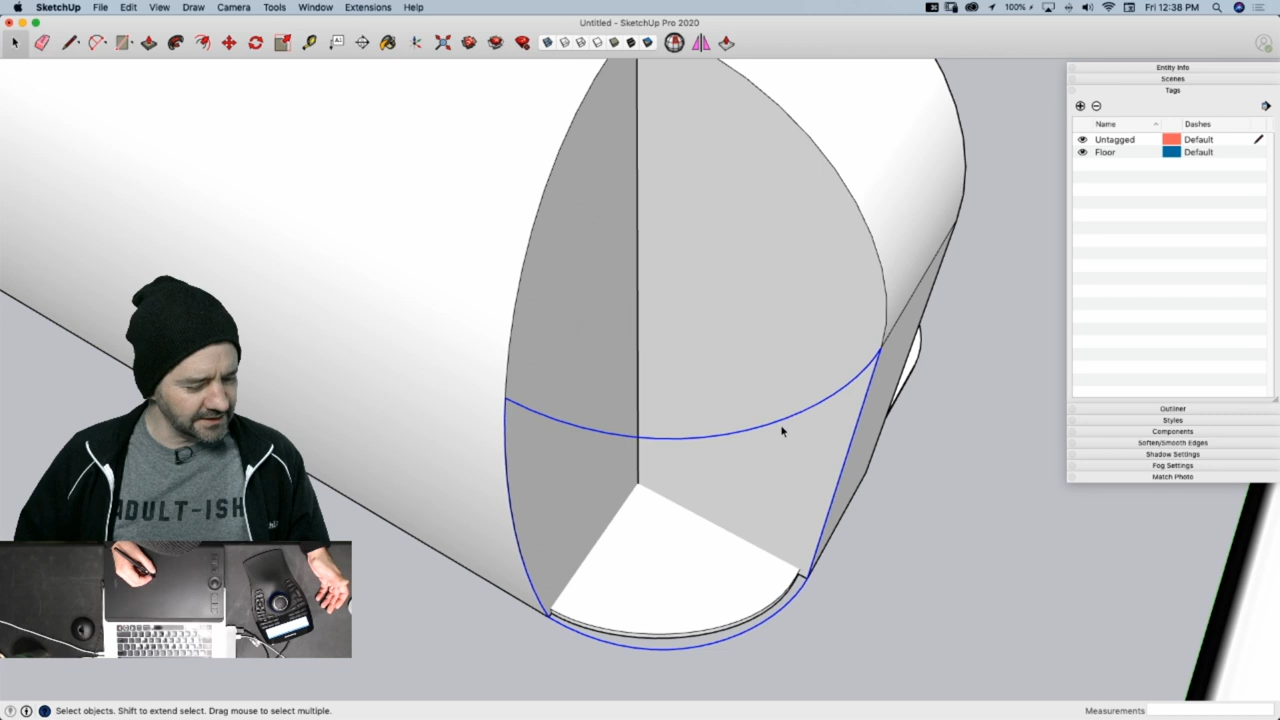 SketchUp File Edit View Draw Camera Tools Window Extensions Help
100% Fri 12:38 PM
Untitled - SketchUp Pro 2020
Entity Info
Scenes
Tags
Name Dashes
Untagged Default
Floor Default
Outliner
Styles
Components
Soften/Smooth Edges
Shadow Settings
Fog Settings
Match Photo
ADULT-ISH
Select objects. Shift to extend select. Drag mouse to select multiple.
Measurements